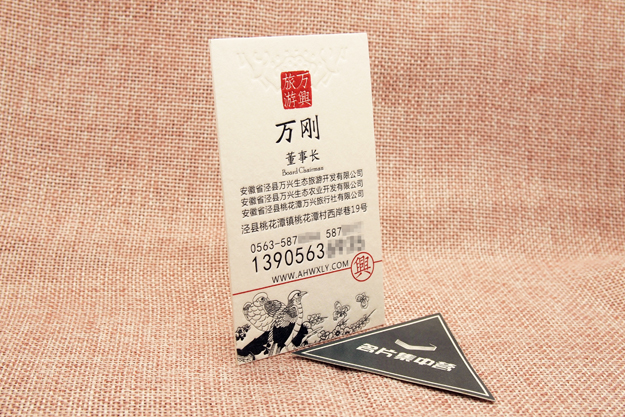 万興
旅游
万刚
董事长
Board Chairman
安徽省泾县万兴生态旅游开发有限公司
安徽省泾县万兴生态农业开发有限公司
安徽省泾县桃花潭万兴旅行社有限公司
泾县桃花潭镇桃花潭村西岸巷19号
0563-587 587
1390563
WWW.AHWXLY.COM
興
名片集中营